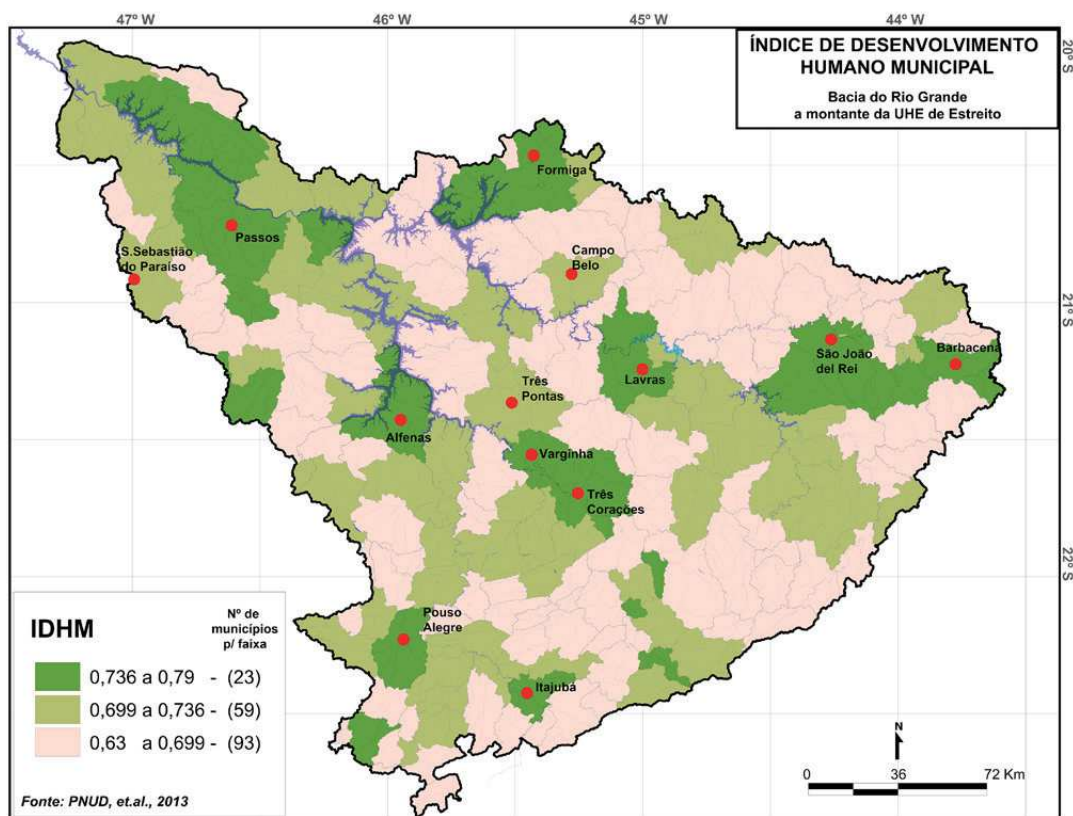 47° W
46° W
45° W
44° W
ÍNDICE DE DESENVOLVIMENTO
HUMANO MUNICIPAL
Bacia do Rio Grande
a montante da UHE de Estreito
20° S
21° S
22° S
Formiga
Passos
S.Sebastião
do Paraíso
Campo
Belo
São João
del Rei
Barbacena
Lavras
Três
Pontas
Alfenas
Varginha
Três
Corações
Pouso
Alegre
Itajubá
IDHM
Nº de
municípios
p/ faixa
0,736 a 0,79 - (23)
0,699 a 0,736 - (59)
0,63 a 0,699 - (93)
Fonte: PNUD, et.al., 2013
N
0 36 72 Km